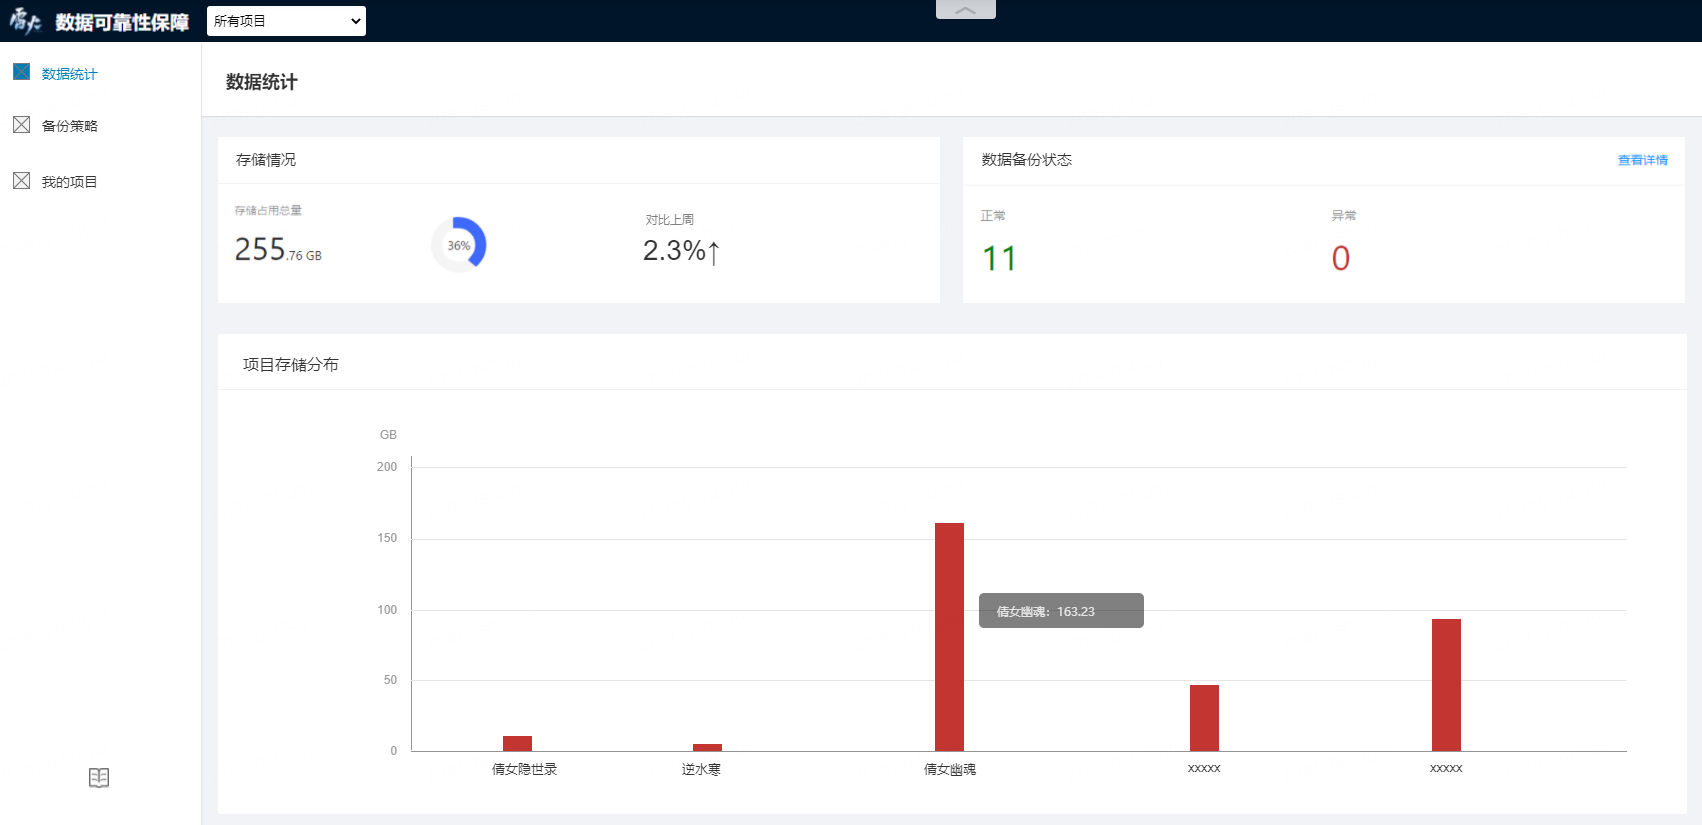 雷火 数据可靠性保障 所有项目
数据统计
备份策略
我的项目
数据统计
存储情况
存储占用总量
255.76 GB
36%
对比上周
2.3%↑
数据备份状态
查看详情
正常
11
异常
0
项目存储分布
GB
200
150
100
50
0
倩女幽魂：163.23
倩女隐世录
逆水寒
倩女幽魂
xxxxx
xxxxx